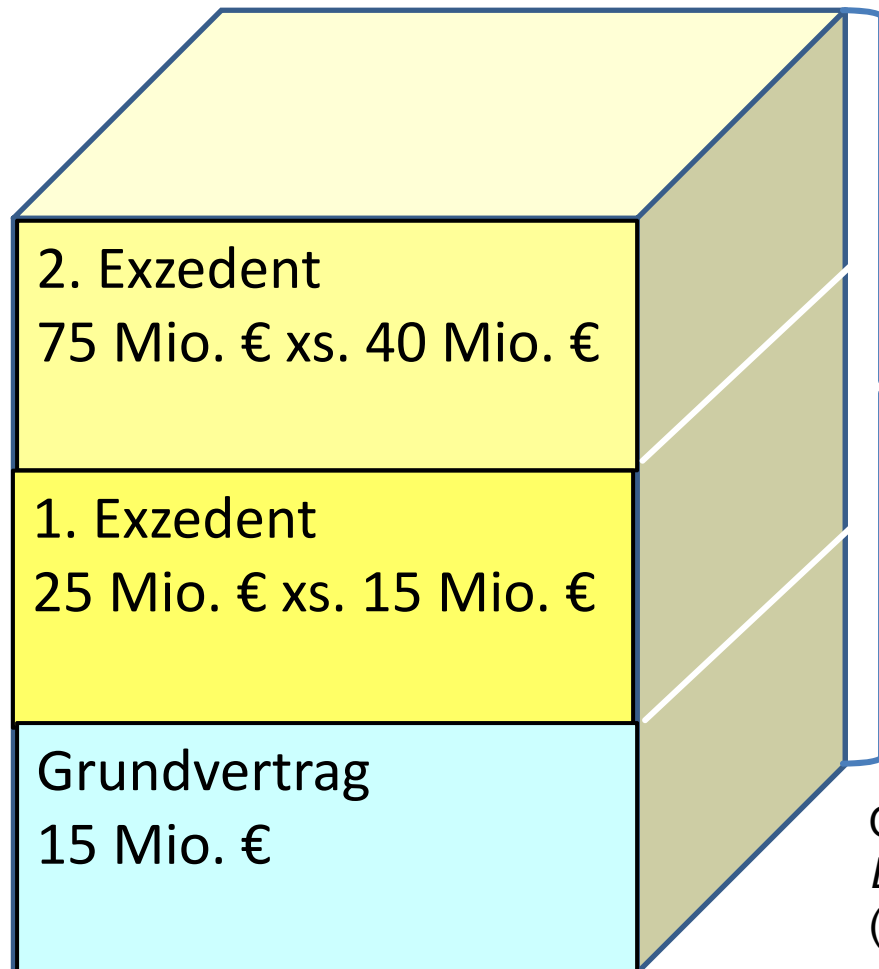 2. Exzedent
75 Mio. € xs. 40 Mio. €
1. Exzedent
25 Mio. € xs. 15 Mio. €
Grundvertrag
15 Mio. €